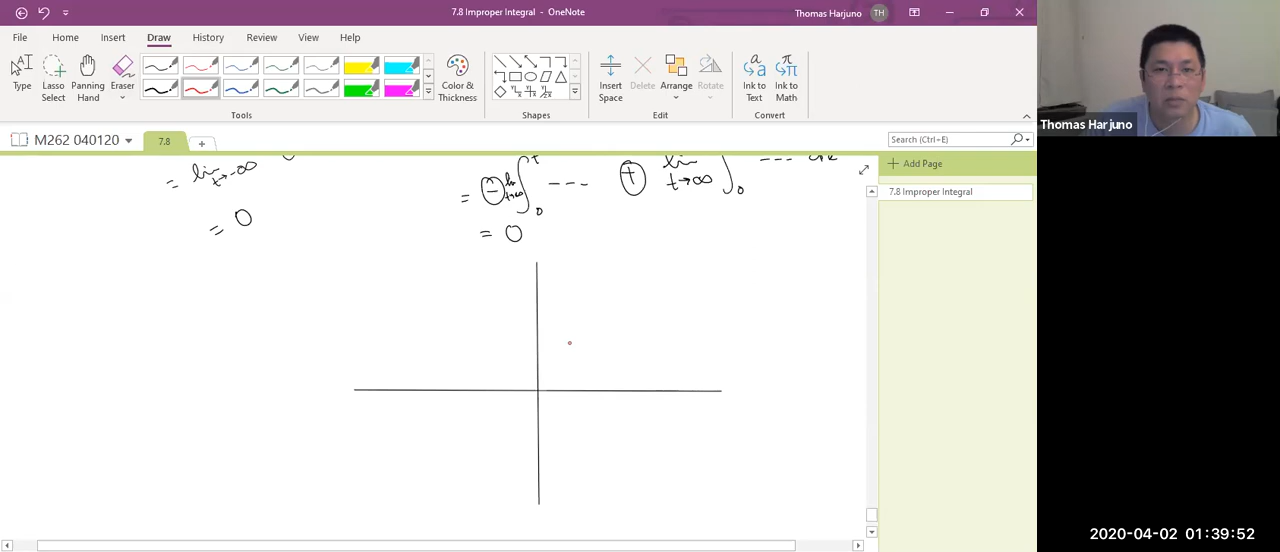 7.8 Improper Integral - OneNote
Thomas Harjuno TH
File Home Insert Draw History Review View Help
Type
Lasso Select
Panning Hand
Eraser
Color & Thickness
Insert Space
Delete
Arrange
Rotate
Ink to Text
Ink to Math
Tools Shapes Edit Convert
M262 040120 7.8
Search (Ctrl+E)
Add Page
7.8 Improper Integral
Thomas Harjuno
= lim t→-∞
= 0
= - lim t→∞ ∫ 0 t --- + lim t→∞ ∫ 0 ---
= 0
2020-04-02 01:39:52